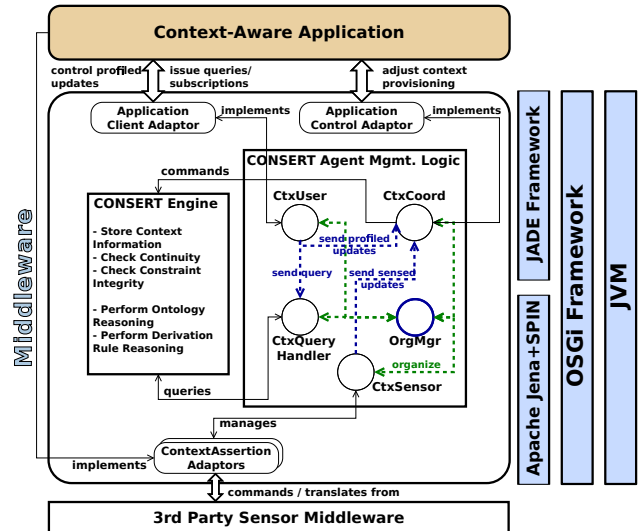 Context-Aware Application
control profiled
updates
issue queries/
subscriptions
adjust context
provisioning
Application
Client Adaptor
implements
Application
Control Adaptor
implements
commands
CONSERT Agent Mgmt. Logic
CONSERT Engine
- Store Context
Information
- Check Continuity
- Check Constraint
Integrity
- Perform Ontology
Reasoning
- Perform Derivation
Rule Reasoning
CtxUser
CtxCoord
send profiled
updates
send query
send sensed
updates
CtxQuery
Handler
OrgMgr
organize
CtxSensor
queries
manages
ContextAssertion
Adaptors
implements
commands / translates from
3rd Party Sensor Middleware
Middleware
JADE Framework
Apache Jena+SPIN
OSGi Framework
JVM